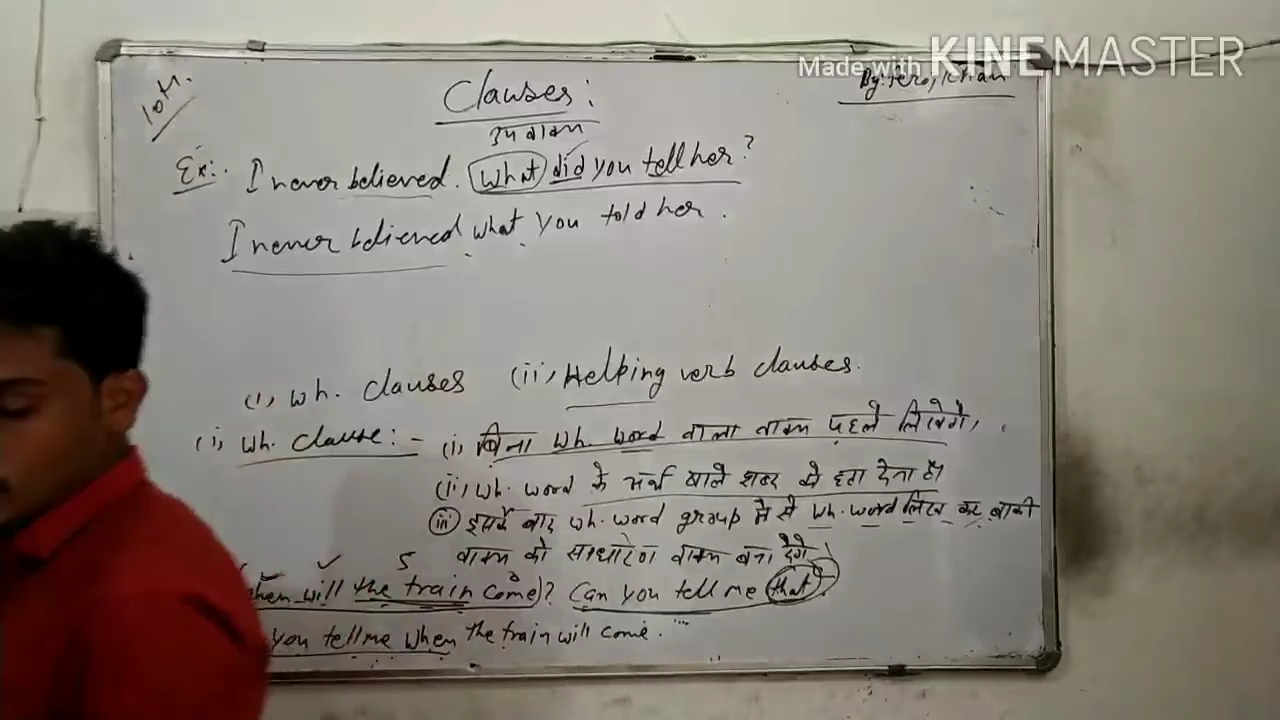 Made with KINEMASTER
10th
Clauses:
By: Feroj Khan
उपवाक्य
Ex:. I never believed. What did you tell her?
I never believed what you told her.
(i) wh. clauses (ii) Helping verb clauses.
(i) wh. clause:- (i) बिना wh. word वाला वाक्य पहले लिखेंगे,
(ii) wh. word के अर्थ वाले शब्द को हटा देना है।
(iii) इसके बाद wh. word group में से wh. word लिख कर बाकी
वाक्य को साधारण वाक्य बना देंगे
S
when will the train come)? Can you tell me that?
you tell me when the train will come.